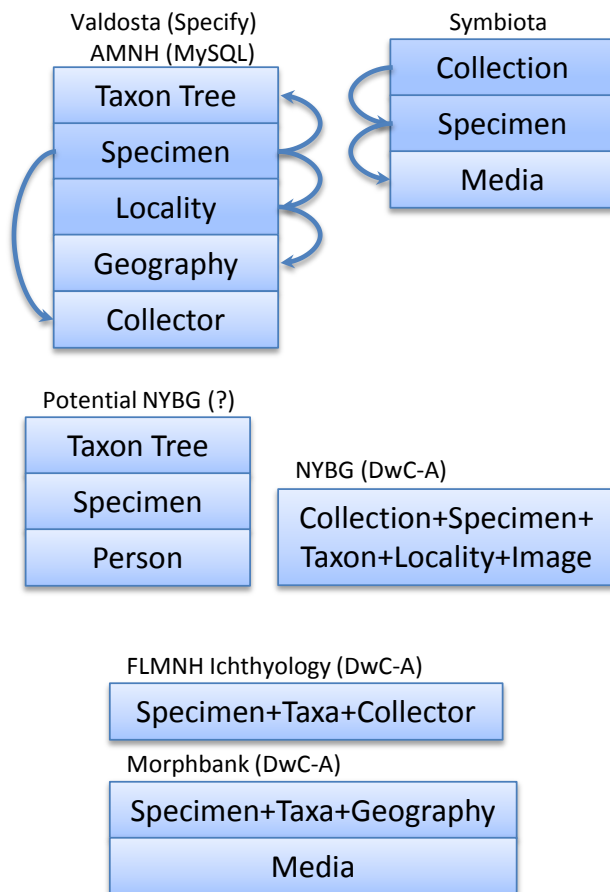 Valdosta (Specify)
AMNH (MySQL)
Taxon Tree
Specimen
Locality
Geography
Collector
Symbiota
Collection
Specimen
Media
Potential NYBG (?)
Taxon Tree
Specimen
Person
NYBG (DwC-A)
Collection+Specimen+
Taxon+Locality+Image
FLMNH Ichthyology (DwC-A)
Specimen+Taxa+Collector
Morphbank (DwC-A)
Specimen+Taxa+Geography
Media